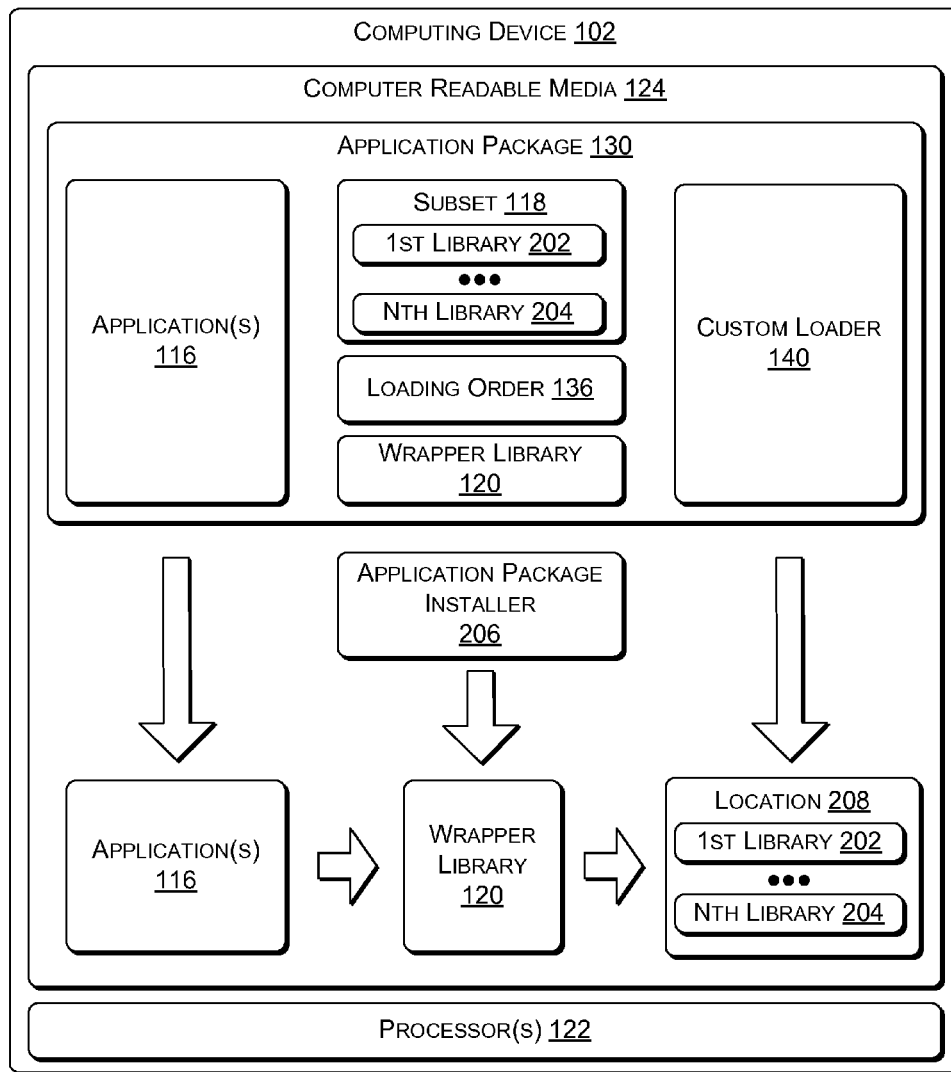 COMPUTING DEVICE 102
COMPUTER READABLE MEDIA 124
APPLICATION PACKAGE 130
APPLICATION(S)
116
SUBSET 118
1ST LIBRARY 202
•••
NTH LIBRARY 204
LOADING ORDER 136
WRAPPER LIBRARY
120
CUSTOM LOADER
140
APPLICATION PACKAGE
INSTALLER
206
APPLICATION(S)
116
WRAPPER
LIBRARY
120
LOCATION 208
1ST LIBRARY 202
•••
NTH LIBRARY 204
PROCESSOR(S) 122